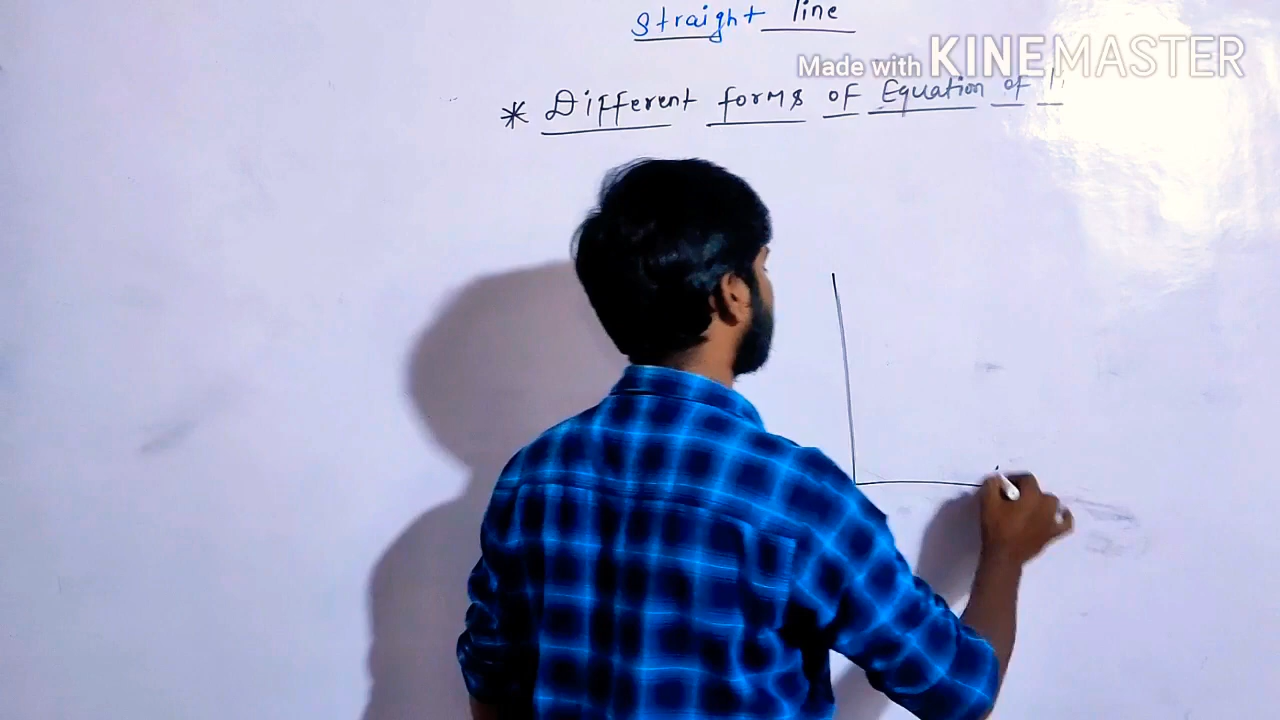 Straight line
Made with KINEMASTER
* Different forms of Equation of